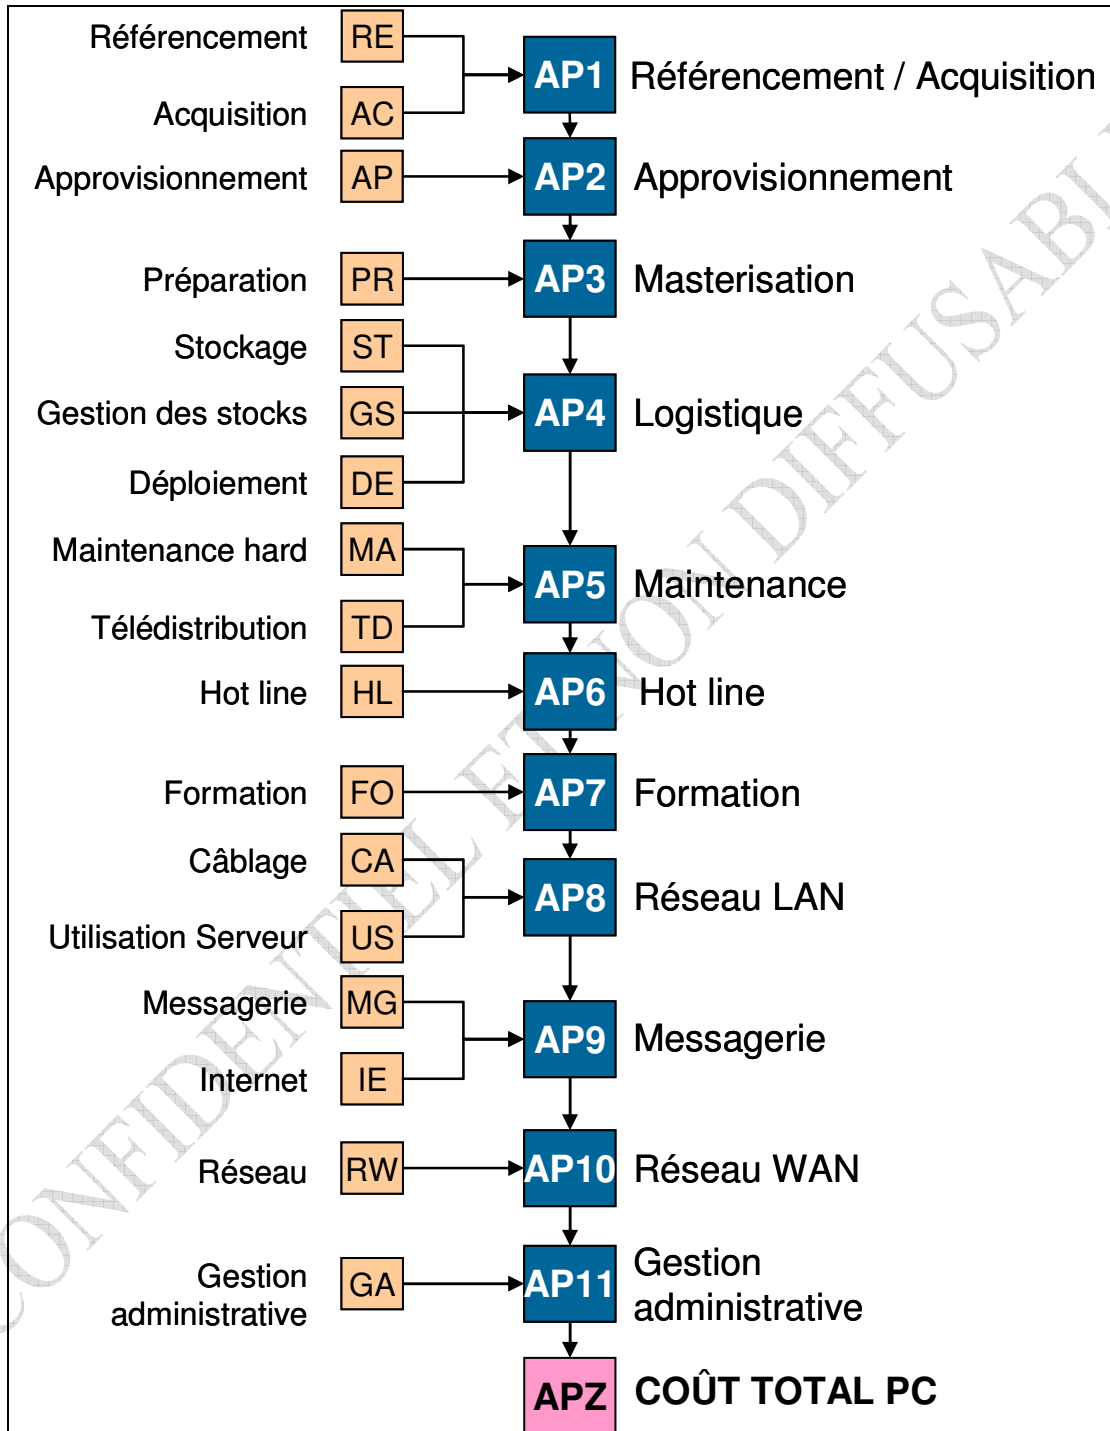 Référencement RE
AP1 Référencement / Acquisition
Acquisition AC
Approvisionnement AP AP2 Approvisionnement
Préparation PR AP3 Masterisation
Stockage ST
Gestion des stocks GS AP4 Logistique
Déploiement DE
Maintenance hard MA
AP5 Maintenance
Télédistribution TD
Hot line HL AP6 Hot line
Formation FO AP7 Formation
Câblage CA
AP8 Réseau LAN
Utilisation Serveur US
Messagerie MG
AP9 Messagerie
Internet IE
Réseau RW AP10 Réseau WAN
Gestion
administrative GA AP11 Gestion
administrative
APZ COÛT TOTAL PC
CONFIDENTIEL ET NON DIFFUSABLE